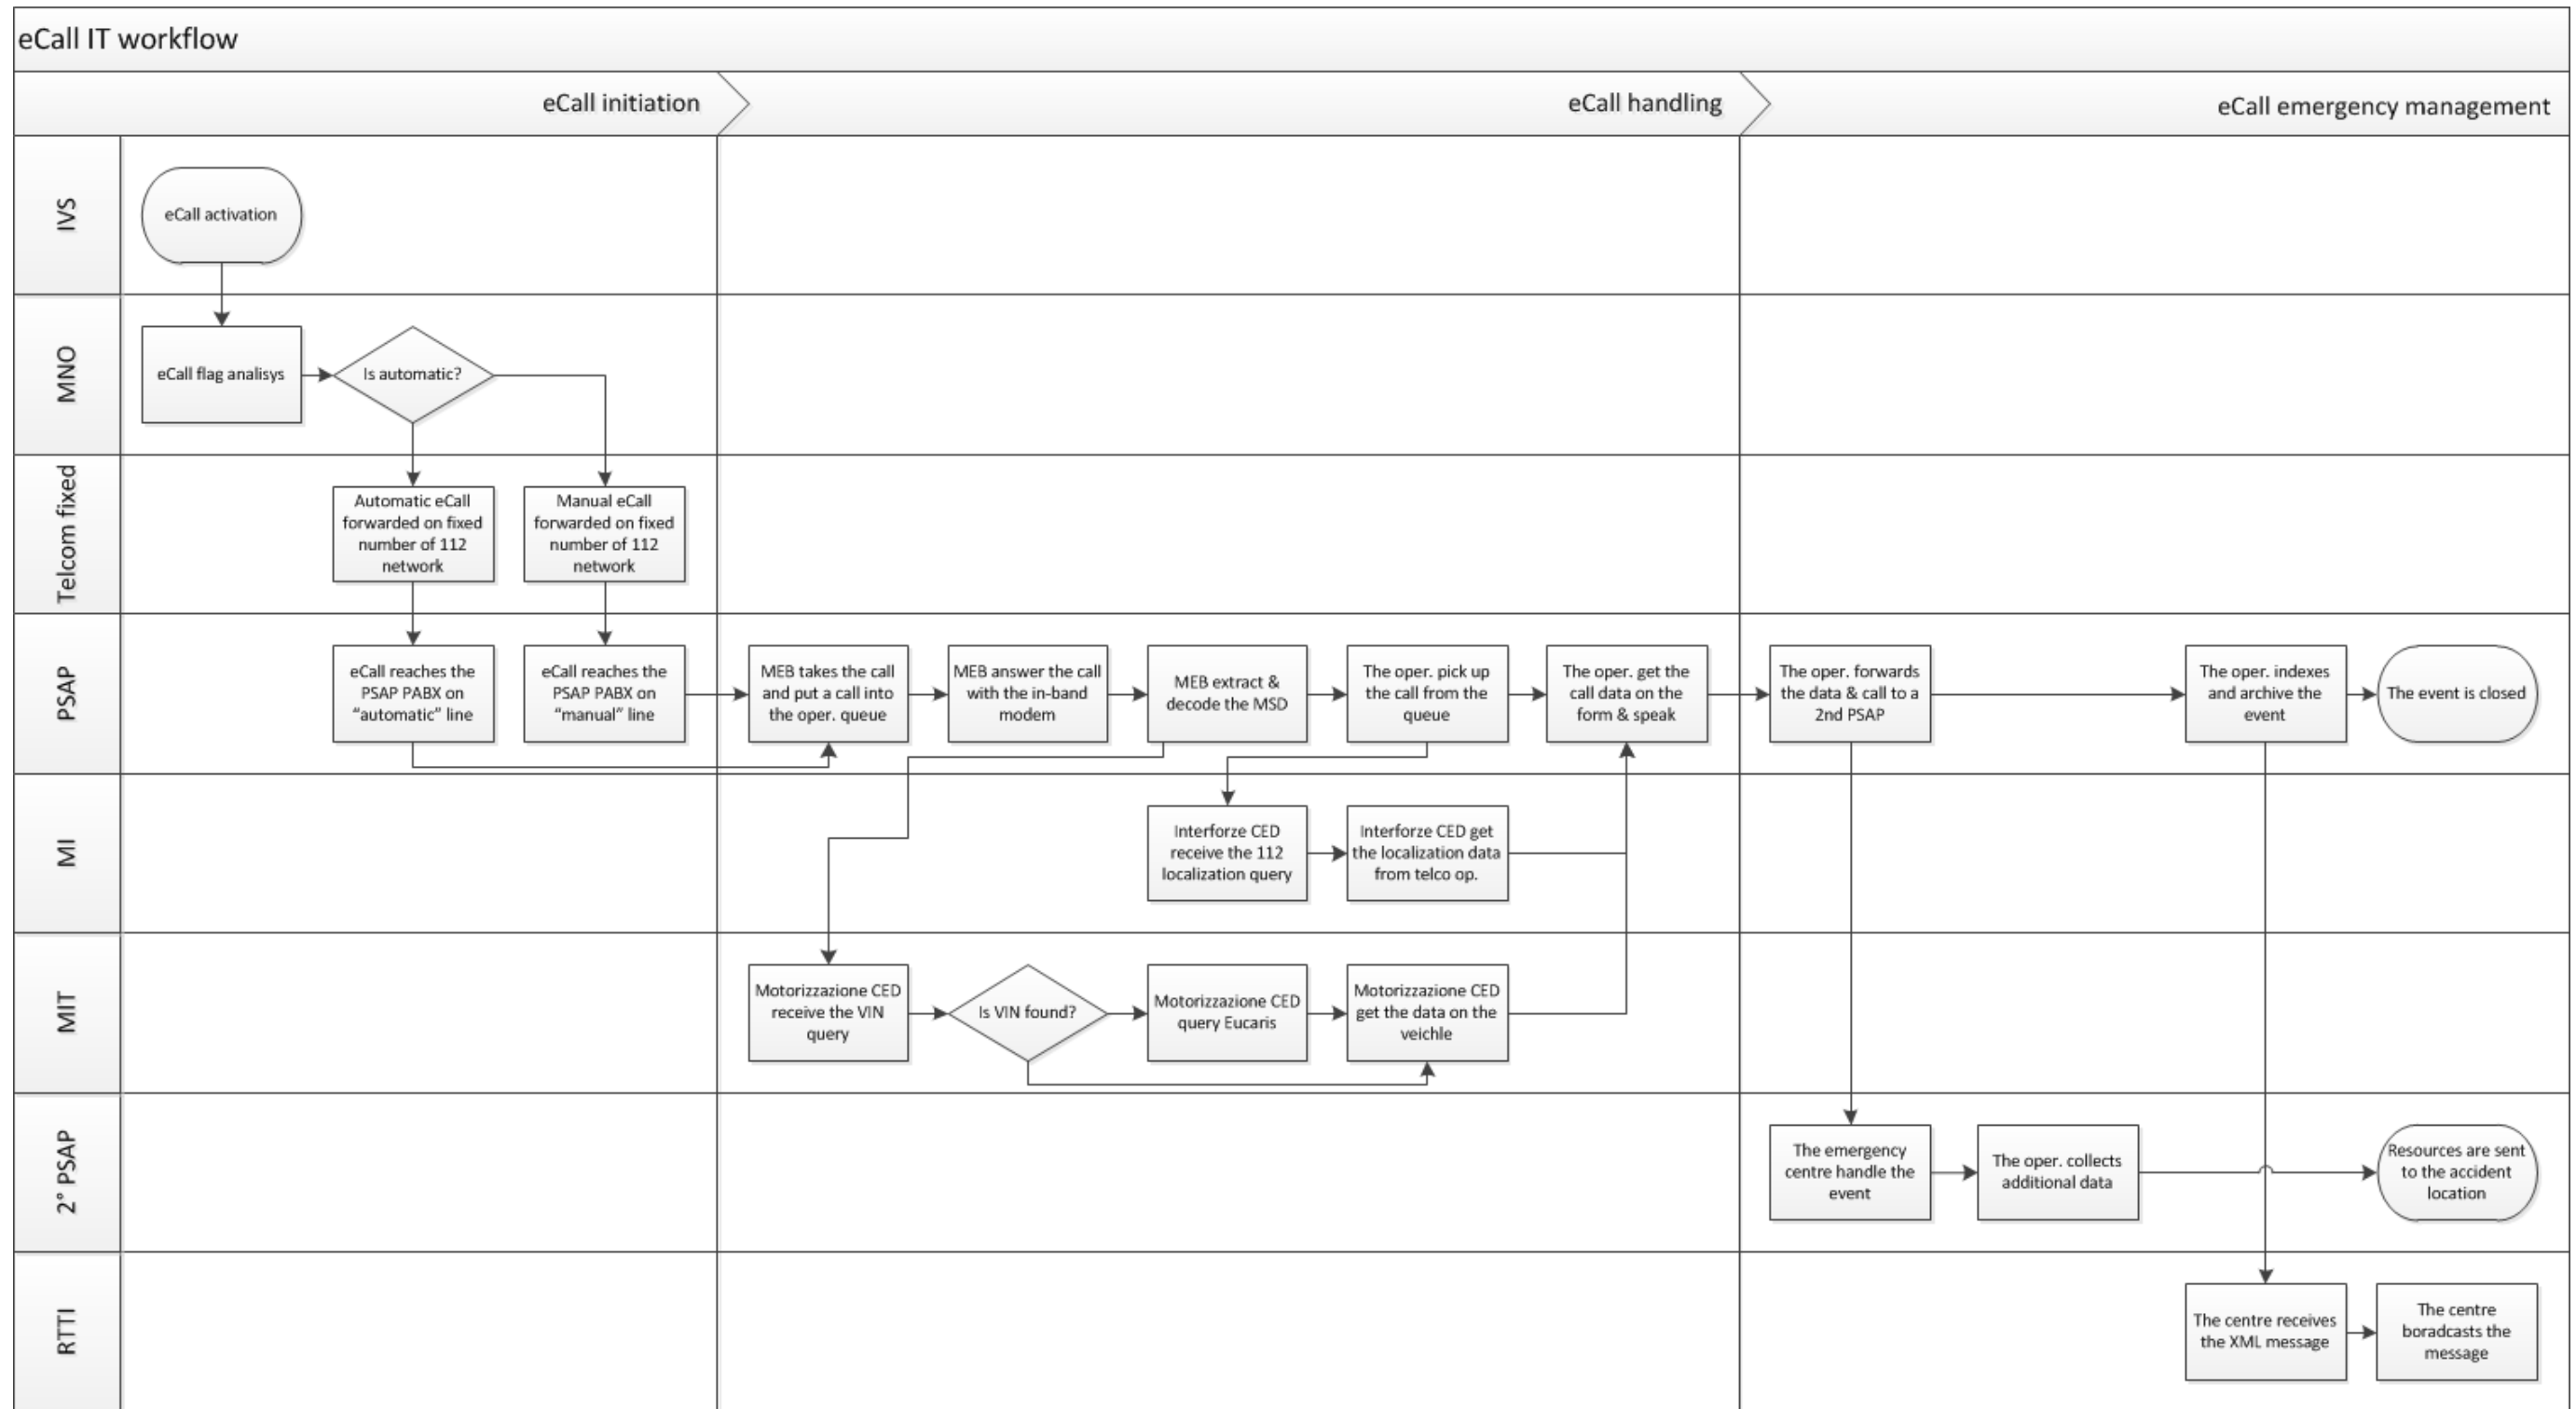 eCall IT workflow
eCall initiation
eCall handling
eCall emergency management
IVS
eCall activation
MNO
eCall flag analisys
Is automatic?
Telcom fixed
Automatic eCall
forwarded on fixed
number of 112
network
Manual eCall
forwarded on fixed
number of 112
network
PSAP
eCall reaches the
PSAP PABX on
“automatic” line
eCall reaches the
PSAP PABX on
“manual” line
MEB takes the call
and put a call into
the oper. queue
MEB answer the call
with the in-band
modem
MEB extract &
decode the MSD
The oper. pick up
the call from the
queue
The oper. get the
call data on the
form & speak
The oper. forwards
the data & call to a
2nd PSAP
The oper. indexes
and archive the
event
The event is closed
MI
Interforze CED
receive the 112
localization query
Interforze CED get
the localization data
from telco op.
MIT
Motorizzazione CED
receive the VIN
query
Is VIN found?
Motorizzazione CED
query Eucaris
Motorizzazione CED
get the data on the
veichle
2° PSAP
The emergency
centre handle the
event
The oper. collects
additional data
Resources are sent
to the accident
location
RTTI
The centre receives
the XML message
The centre
boradcasts the
message